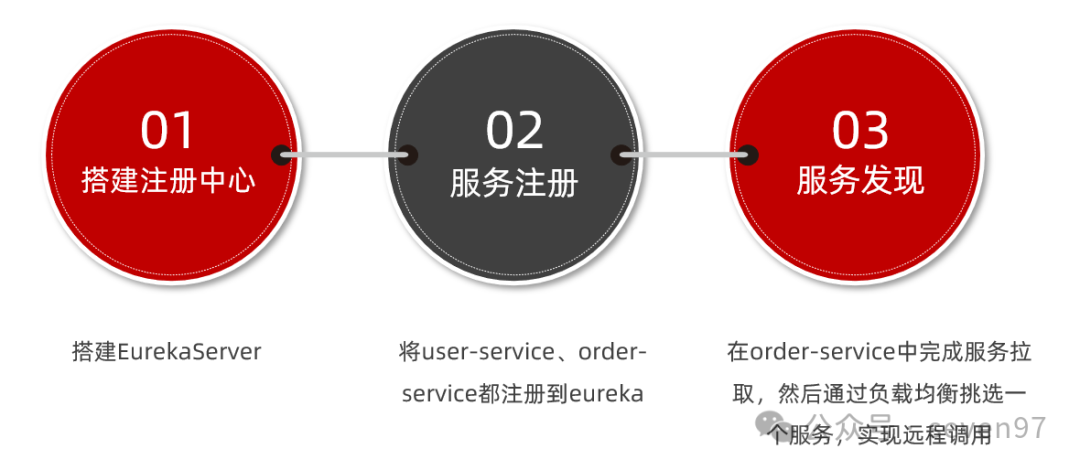 01
搭建注册中心
02
服务注册
03
服务发现
搭建EurekaServer
将user-service、order-
service都注册到eureka
在order-service中完成服务拉
取，然后通过负载均衡挑选一
个服务，实现远程调用
公众号 seven97